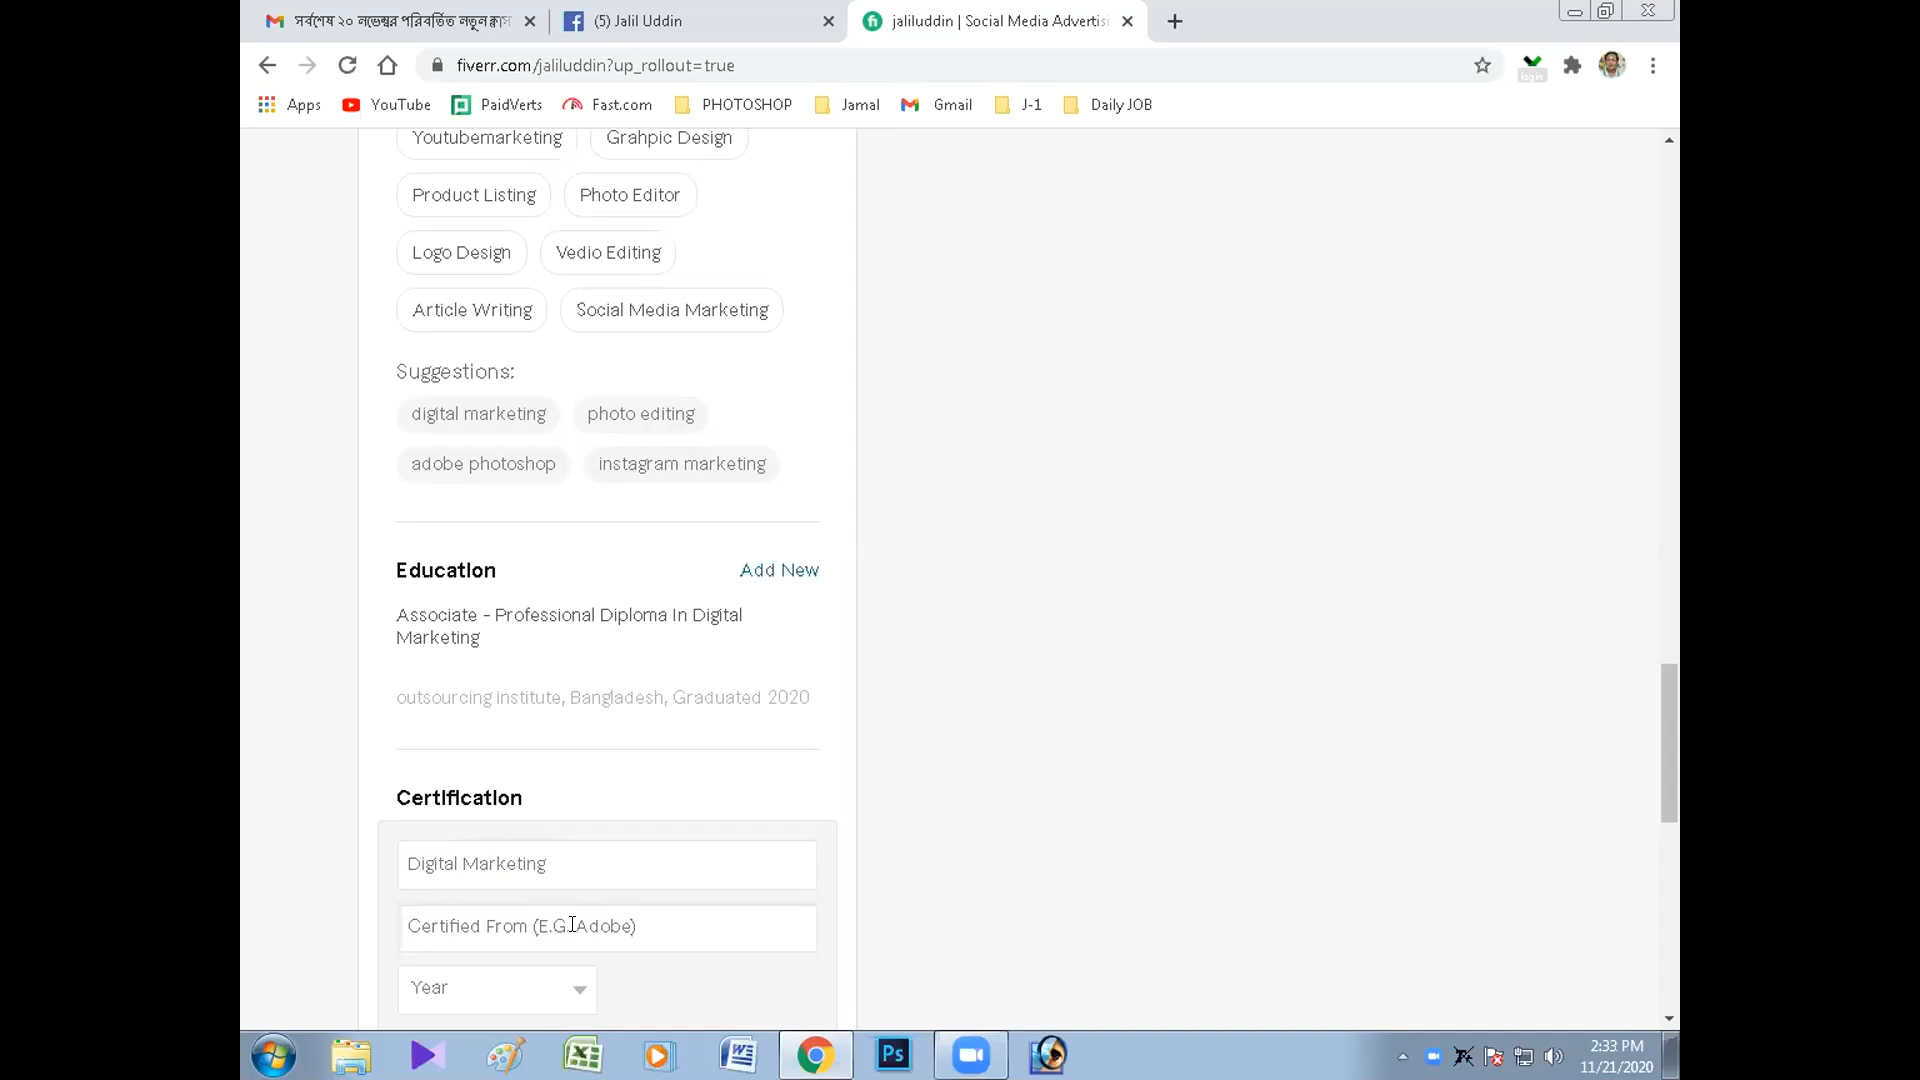 সর্বশেষ ২০ নভেম্বর পরিবর্তিত নতুন
(5) Jalil Uddin
jaliluddin | Social Media Advertisi
fiverr.com/jaliluddin?up_rollout=true
login
Apps
YouTube
PaidVerts
Fast.com
PHOTOSHOP
Jamal
Gmail
J-1
Daily JOB
Youtubemarketing
Grahpic Design
Product Listing
Photo Editor
Logo Design
Vedio Editing
Article Writing
Social Media Marketing
Suggestions:
digital marketing
photo editing
adobe photoshop
instagram marketing
Education
Add New
Associate - Professional Diploma In Digital
Marketing
outsourcing institute, Bangladesh, Graduated 2020
Certification
Digital Marketing
Certified From (E.G. Adobe)
Year
2:33 PM
11/21/2020